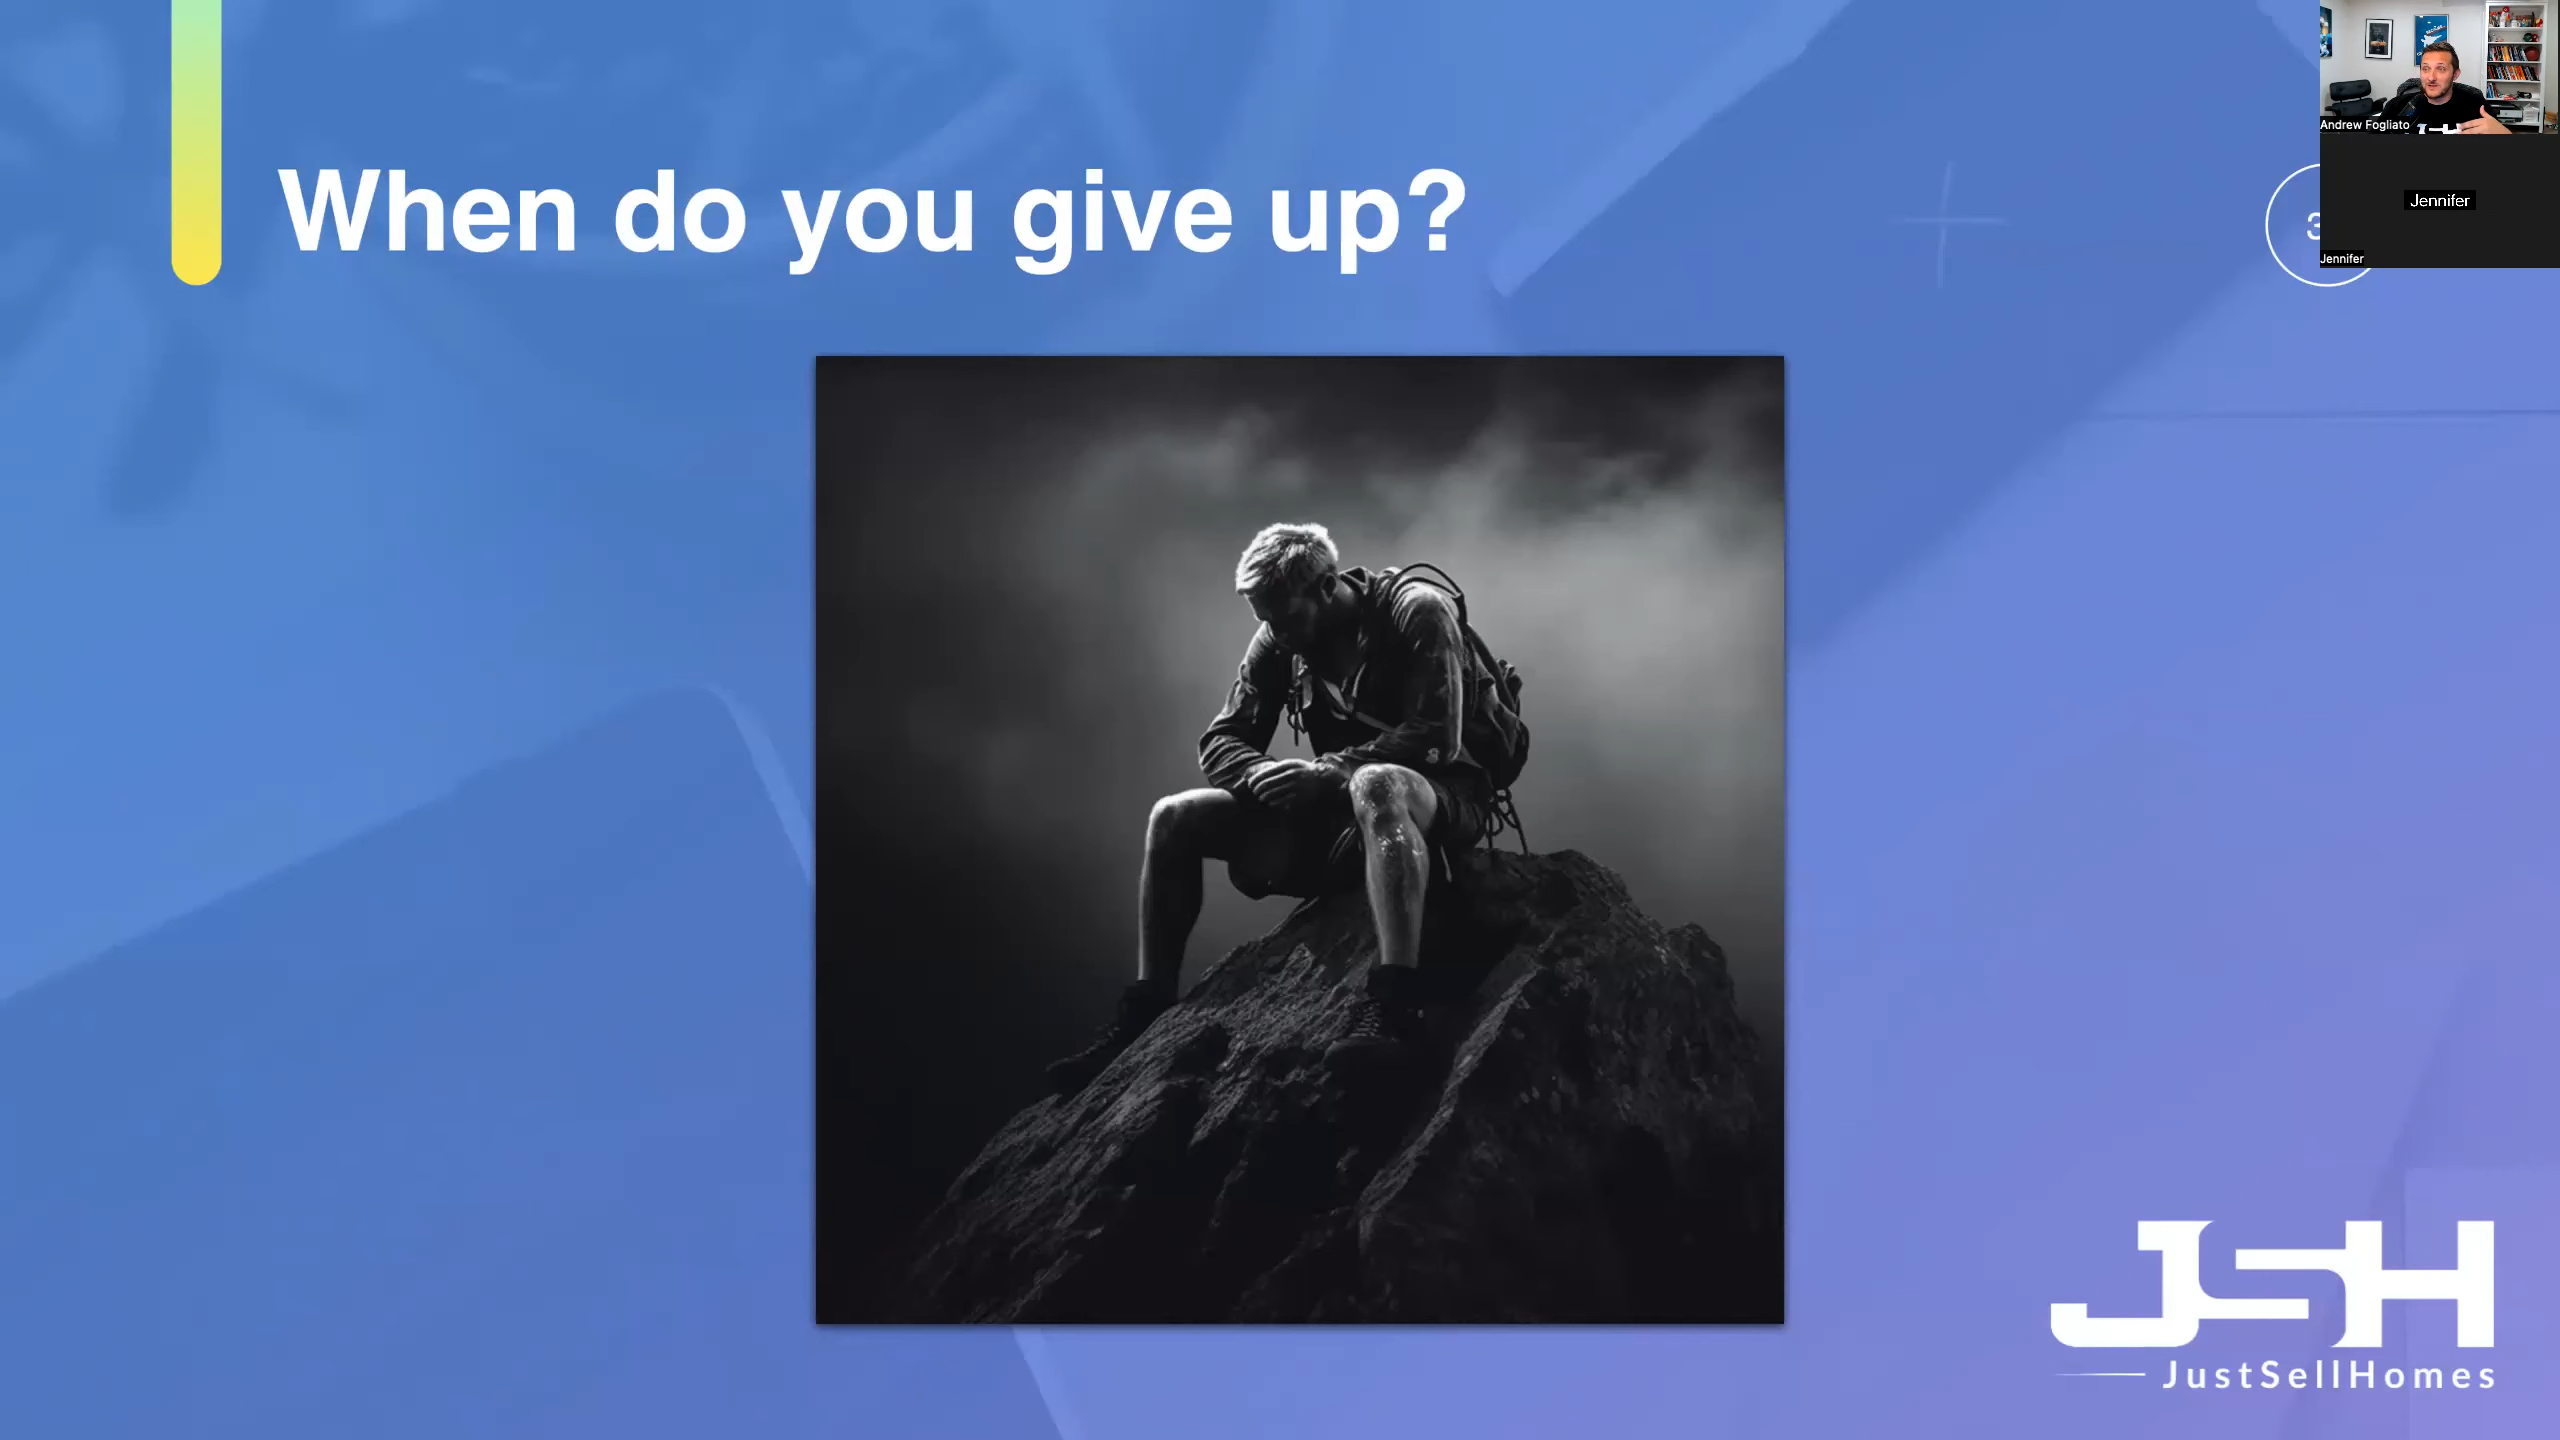 Andrew Fogliato
When do you give up?
Jennifer
Jennifer
JSH
JustSellHomes